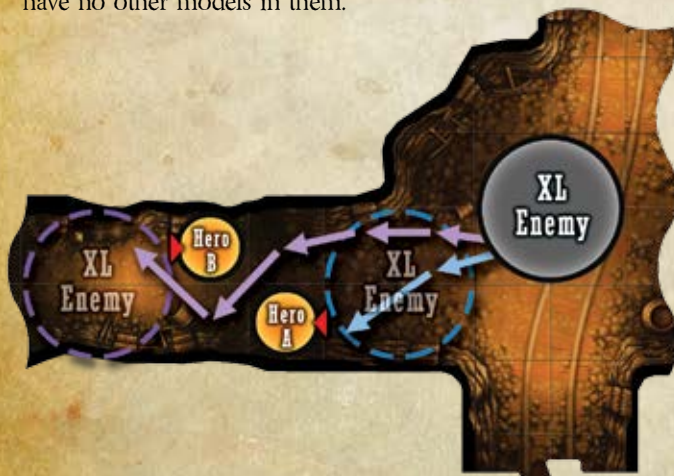 have no other models in them.
XL
Enemy
Hero
B
XL
Enemy
XL
Enemy
Hero
A